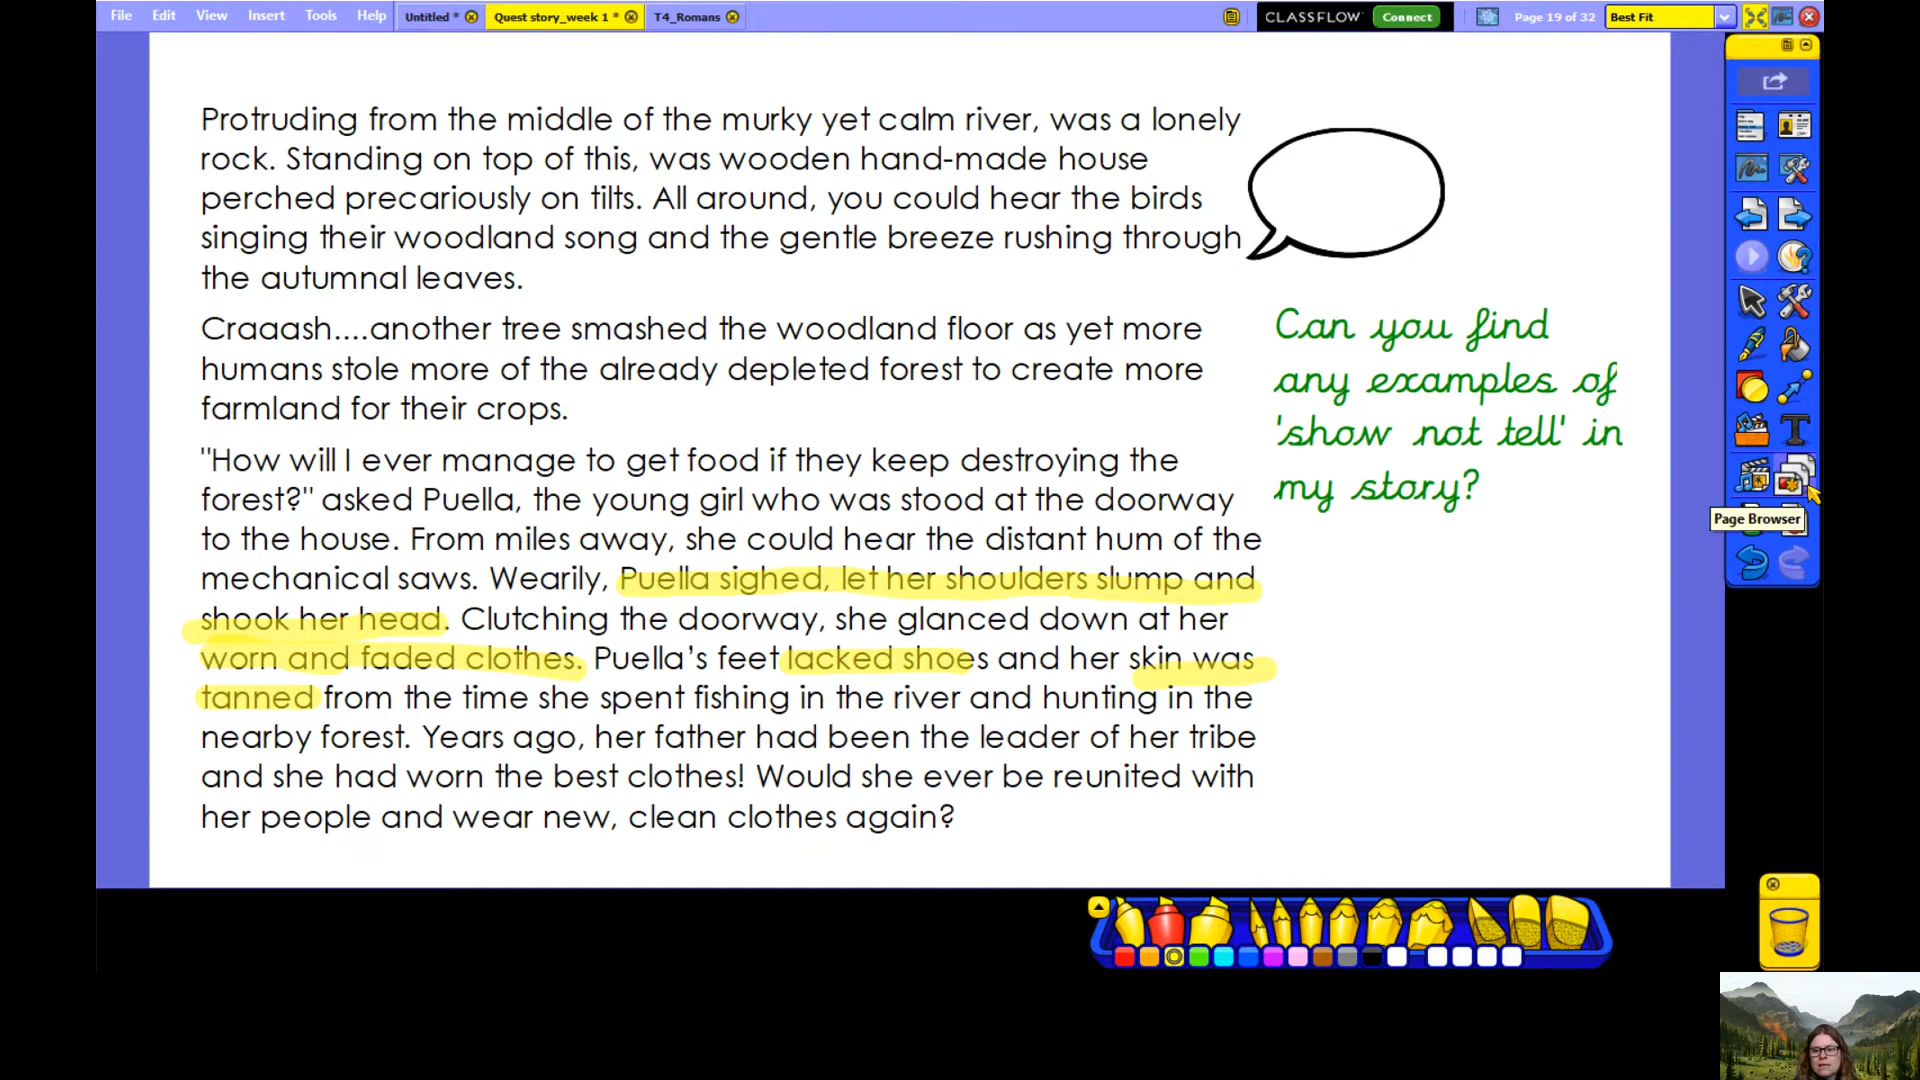 File Edit View Insert Tools Help Untitled * Quest story_week 1 * T4_Romans CLASSFLOW Connect Page 19 of 32 Best Fit
Protruding from the middle of the murky yet calm river, was a lonely
rock. Standing on top of this, was wooden hand-made house
perched precariously on tilts. All around, you could hear the birds
singing their woodland song and the gentle breeze rushing through
the autumnal leaves.
Craaash....another tree smashed the woodland floor as yet more
humans stole more of the already depleted forest to create more
farmland for their crops.
"How will I ever manage to get food if they keep destroying the
forest?" asked Puella, the young girl who was stood at the doorway
to the house. From miles away, she could hear the distant hum of the
mechanical saws. Wearily, Puella sighed, let her shoulders slump and
shook her head. Clutching the doorway, she glanced down at her
worn and faded clothes. Puella’s feet lacked shoes and her skin was
tanned from the time she spent fishing in the river and hunting in the
nearby forest. Years ago, her father had been the leader of her tribe
and she had worn the best clothes! Would she ever be reunited with
her people and wear new, clean clothes again?
Can you find
any examples of
'show not tell' in
my story?
Page Browser